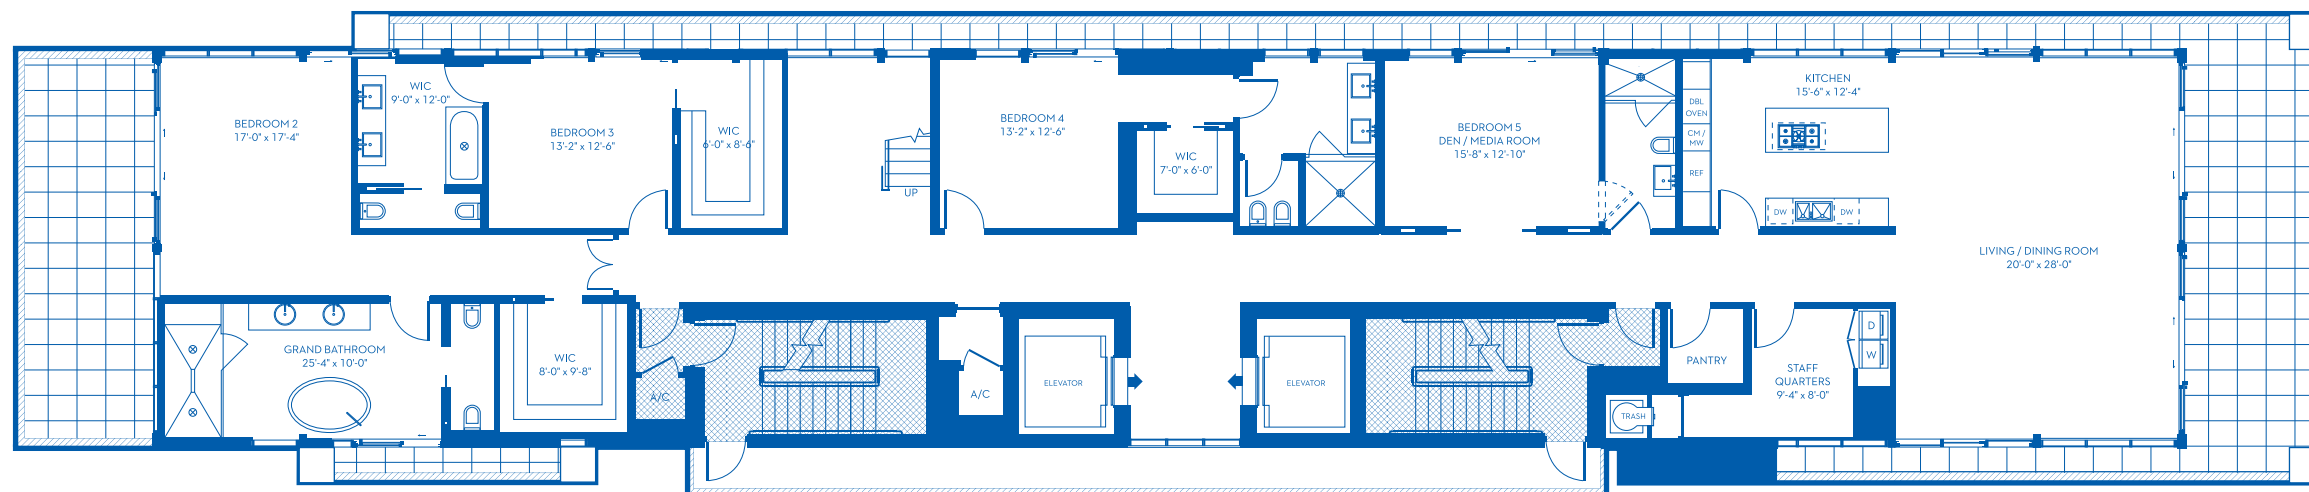 BEDROOM 2
17'-0" x 17'-4"
WIC
9'-0" x 12'-0"
BEDROOM 3
13'-2" x 12'-6"
WIC
6'-0" x 8'-6"
UP
BEDROOM 4
13'-2" x 12'-6"
WIC
7'-0" x 6'-0"
BEDROOM 5
DEN / MEDIA ROOM
15'-8" x 12'-10"
DBL
OVEN
CM /
MW
REF
KITCHEN
15'-6" x 12'-4"
DW
DW
LIVING / DINING ROOM
20'-0" x 28'-0"
GRAND BATHROOM
25'-4" x 10'-0"
WIC
8'-0" x 9'-8"
A/C
A/C
ELEVATOR
ELEVATOR
PANTRY
TRASH
STAFF
QUARTERS
9'-4" x 8'-0"
D
W